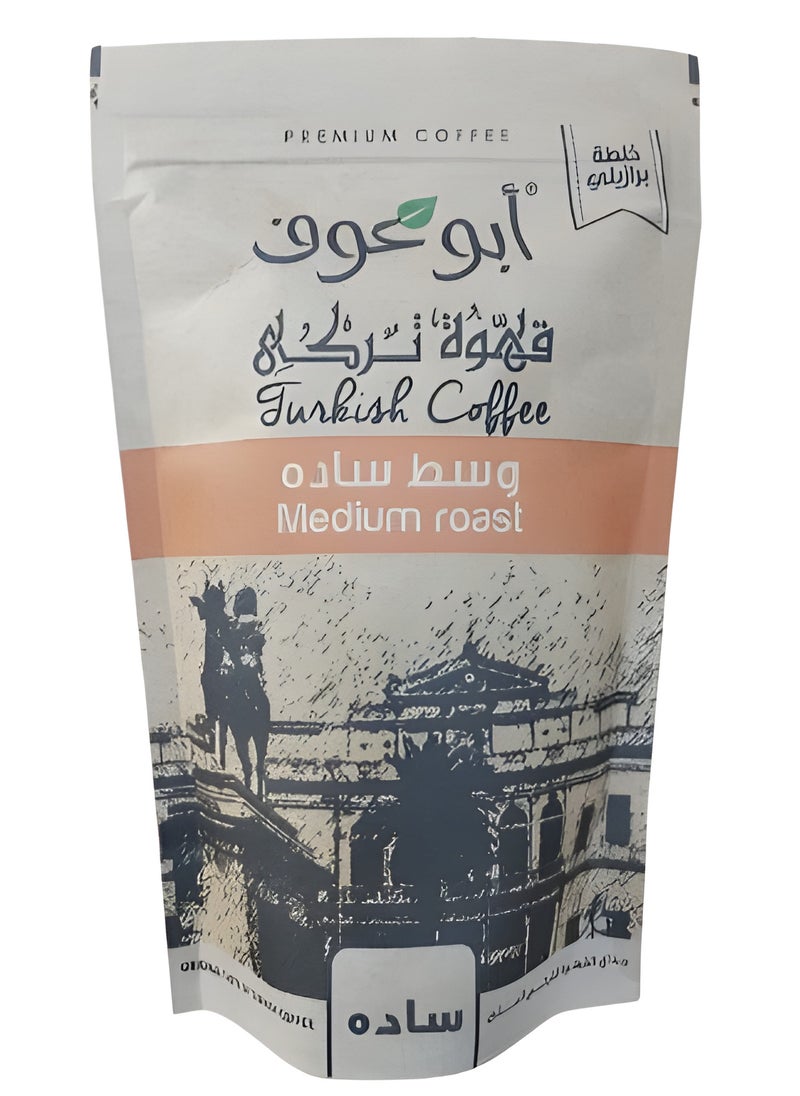 PREMIUM COFFEE
خلطة
برازيلي
أبو عوف
قهوة تركي
Turkish Coffee
وسط ساده
Medium roast
ساده